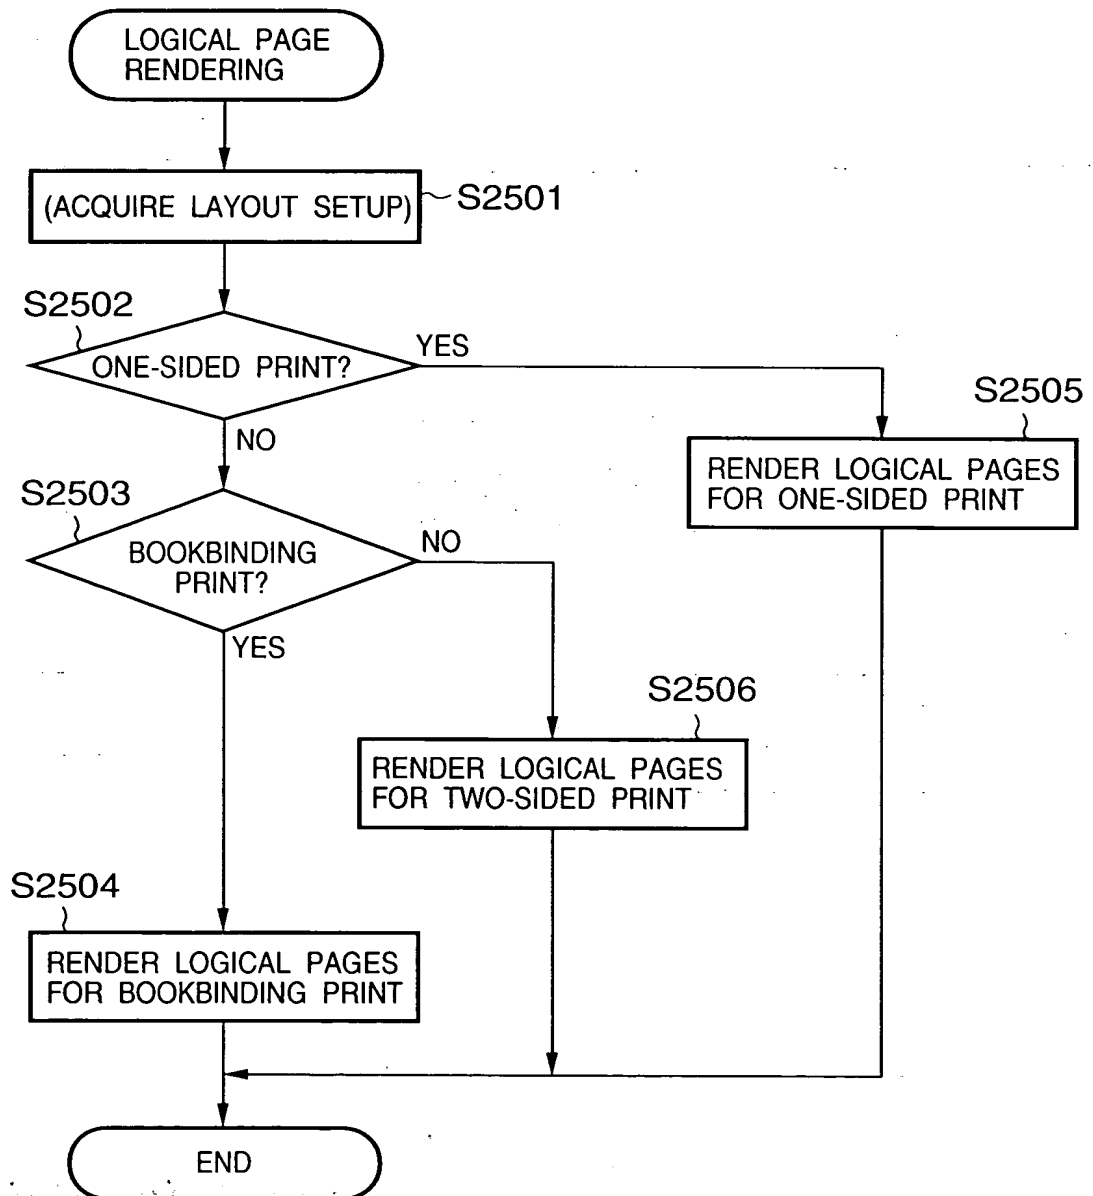 LOGICAL PAGE
RENDERING
(ACQUIRE LAYOUT SETUP)
S2501
S2502
ONE-SIDED PRINT?
YES
NO
S2505
RENDER LOGICAL PAGES
FOR ONE-SIDED PRINT
S2503
BOOKBINDING
PRINT?
NO
YES
S2506
RENDER LOGICAL PAGES
FOR TWO-SIDED PRINT
S2504
RENDER LOGICAL PAGES
FOR BOOKBINDING PRINT
END